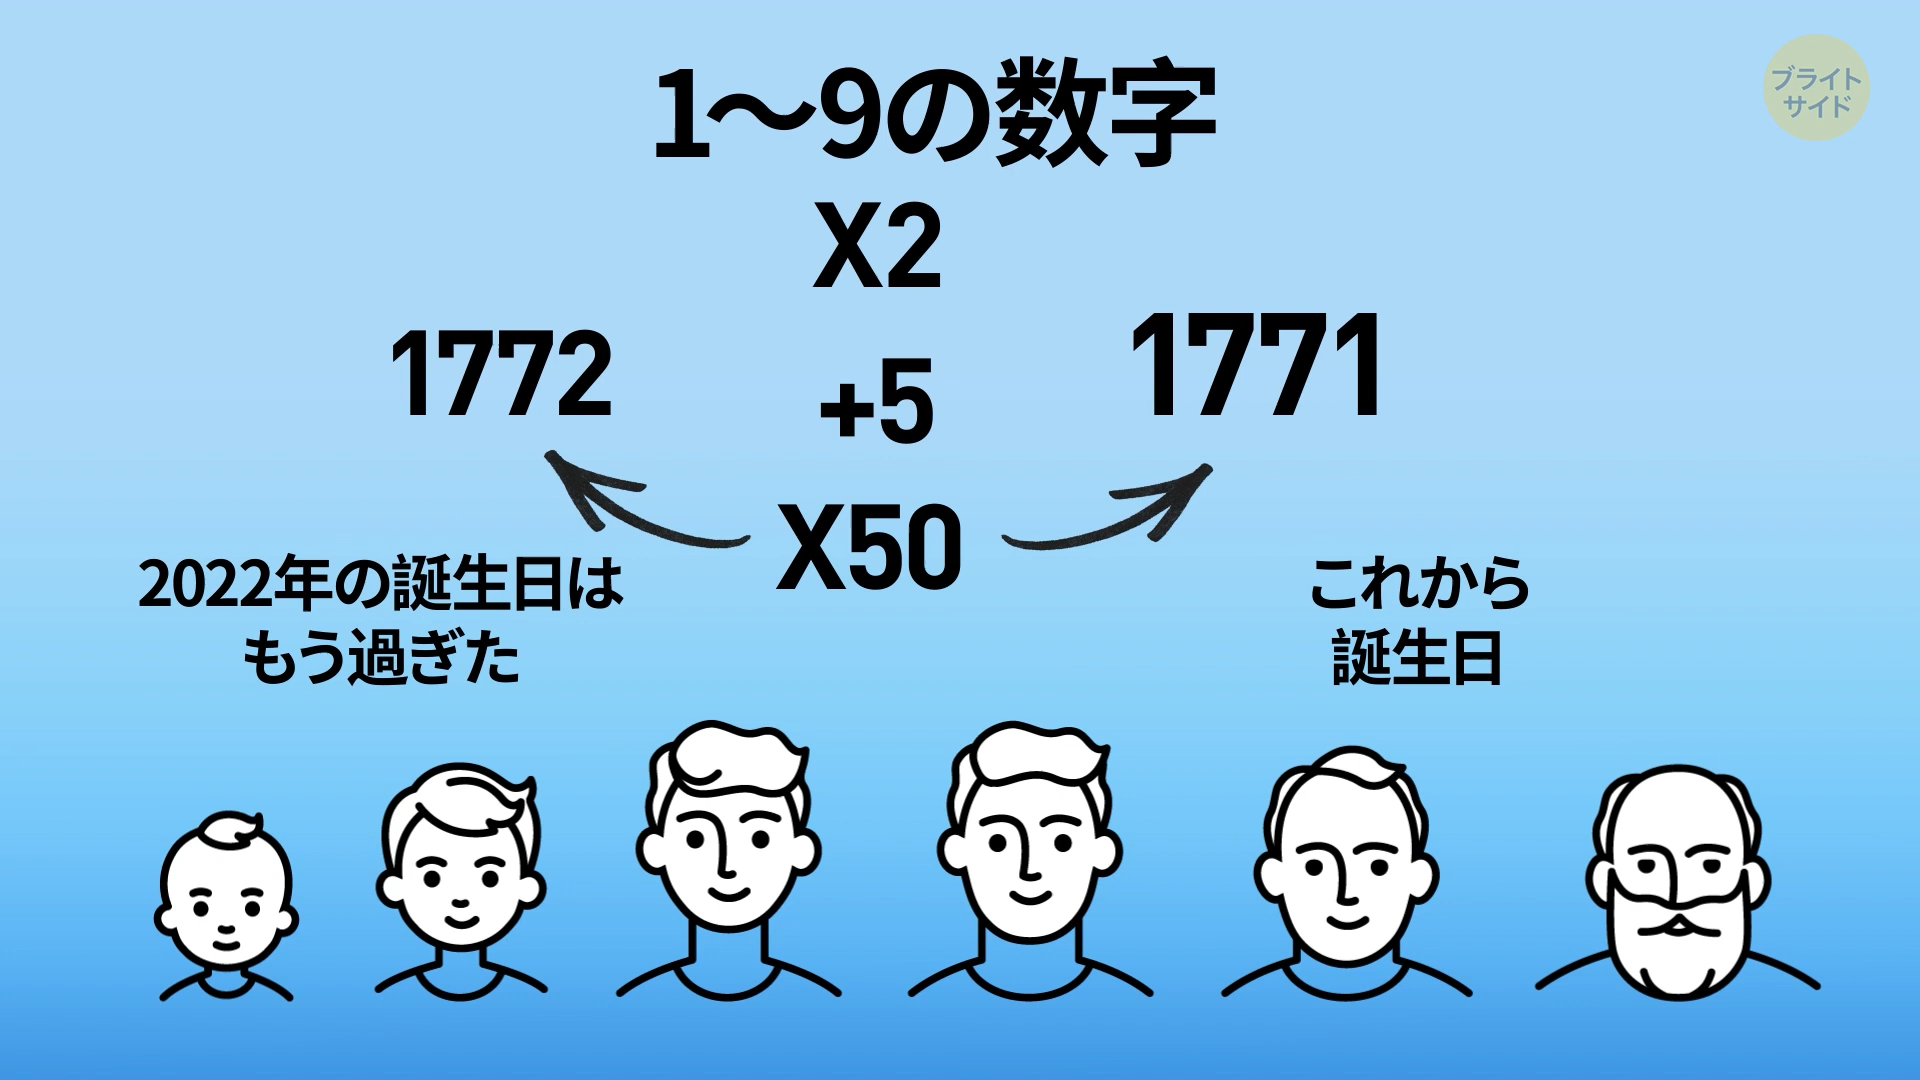 1〜9の数字
ブライト
サイド
X2
1772
+5
1771
X50
2022年の誕生日は
もう過ぎた
これから
誕生日